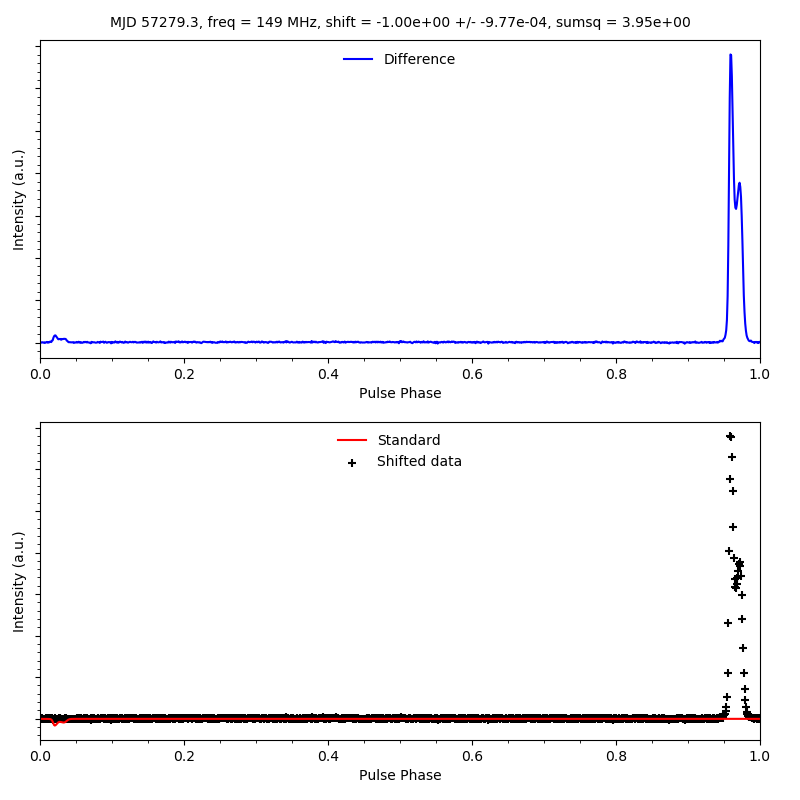 MJD 57279.3, freq = 149 MHz, shift = -1.00e+00 +/- -9.77e-04, sumsq = 3.95e+00
Difference
Intensity (a.u.)
0.0 0.2 0.4 0.6 0.8 1.0
Pulse Phase
Standard
Shifted data
Intensity (a.u.)
0.0 0.2 0.4 0.6 0.8 1.0
Pulse Phase